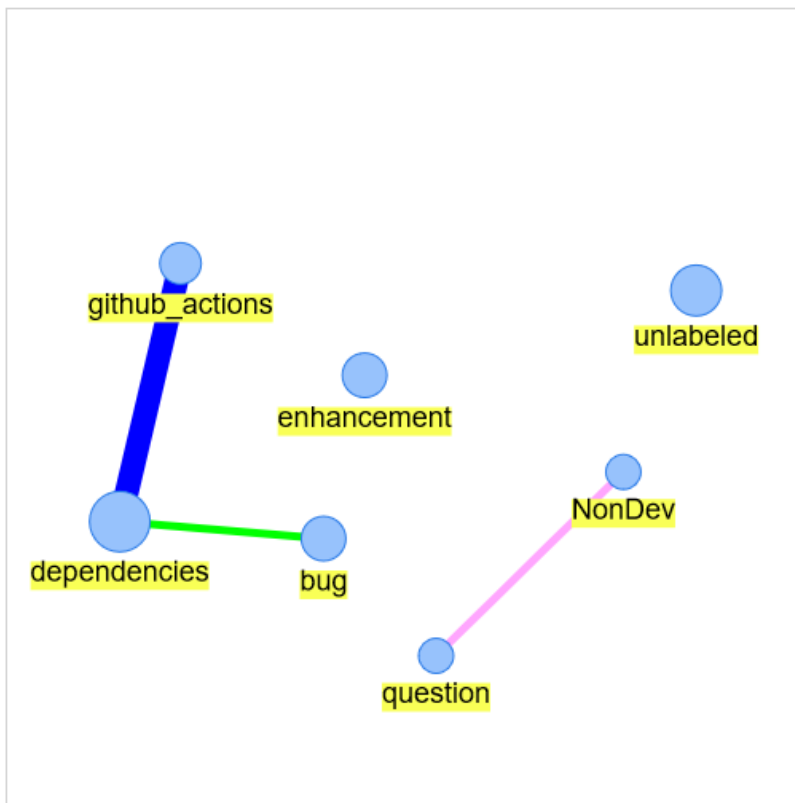 github_actions
unlabeled
enhancement
NonDev
dependencies
bug
question